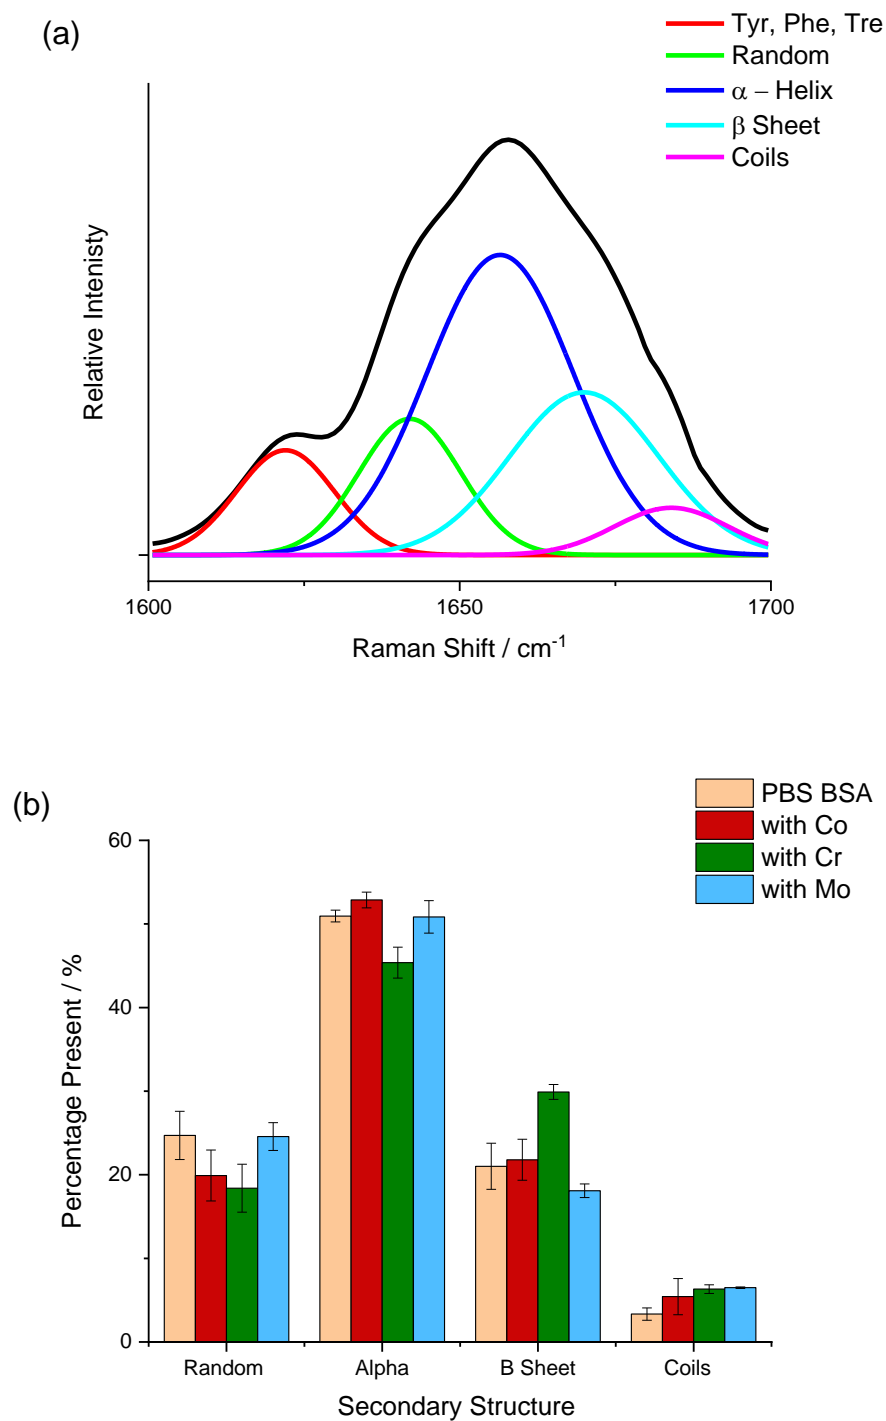 (a)
Tyr, Phe, Tre
Random
α – Helix
β Sheet
Coils
Relative Intenisty
1600
1650
1700
Raman Shift / cm⁻¹
(b)
PBS BSA
with Co
with Cr
with Mo
60
40
20
0
Percentage Present / %
Random
Alpha
B Sheet
Coils
Secondary Structure